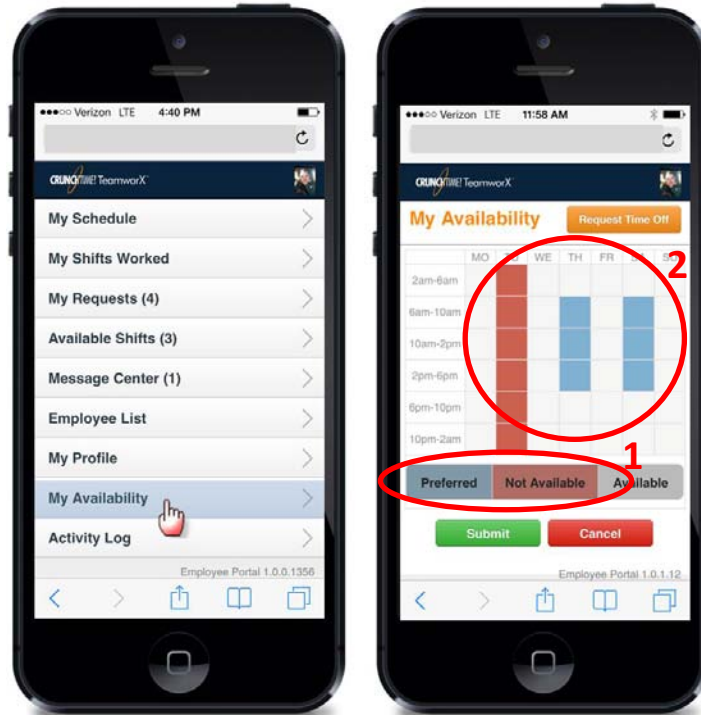 ●●●○○ Verizon LTE 4:40 PM
CRUNCHTIME! TeamworX
My Schedule
My Shifts Worked
My Requests (4)
Available Shifts (3)
Message Center (1)
Employee List
My Profile
My Availability
Activity Log
Employee Portal 1.0.0.1356
●●●○○ Verizon LTE 11:58 AM
CRUNCHTIME! TeamworX
My Availability Request Time Off
MO TU WE TH FR SA SU
2
2am-6am
6am-10am
10am-2pm
2pm-6pm
6pm-10pm
10pm-2am
1
Preferred Not Available Available
Submit Cancel
Employee Portal 1.0.1.12